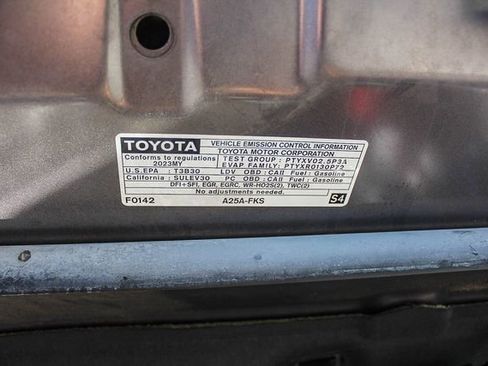 TOYOTA VEHICLE EMISSION CONTROL INFORMATION
TOYOTA MOTOR CORPORATION
Conforms to regulations TEST GROUP : PTYXV02.5P3A
2023MY EVAP. FAMILY: PTYXR0130P72
U.S.EPA : T3B30 LDV OBD : CAⅡ Fuel : Gasoline
California : SULEV30 PC OBD : CAⅡ Fuel : Gasoline
DFI+SFI, EGR, EGRC, WR-HO2S(2), TWC(2)
No adjustments needed.
F0142 A25A-FKS S4